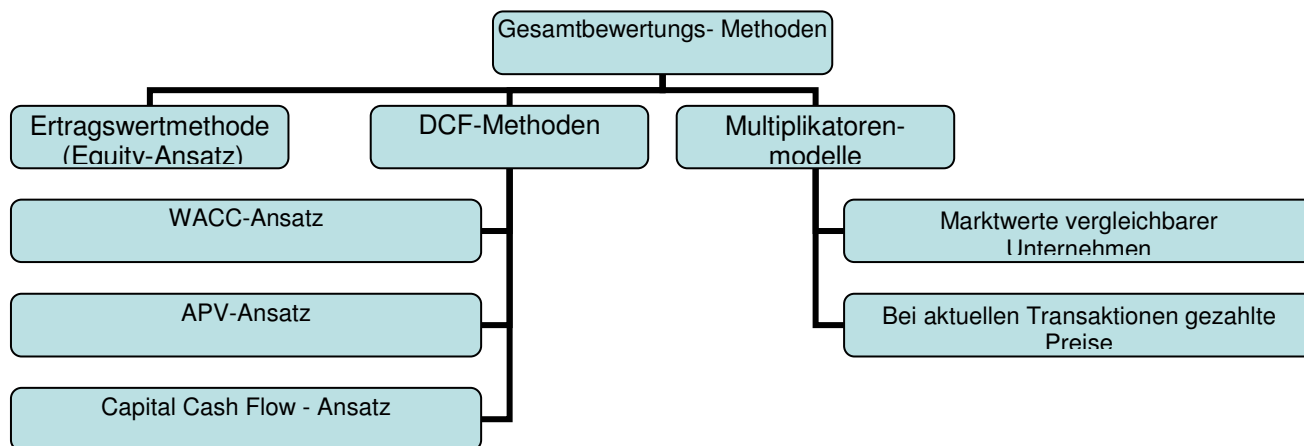 Gesamtbewertungs- Methoden
Ertragswertmethode
(Equity-Ansatz)
DCF-Methoden
Multiplikatoren-
modelle
WACC-Ansatz
APV-Ansatz
Capital Cash Flow - Ansatz
Marktwerte vergleichbarer
Unternehmen
Bei aktuellen Transaktionen gezahlte
Preise